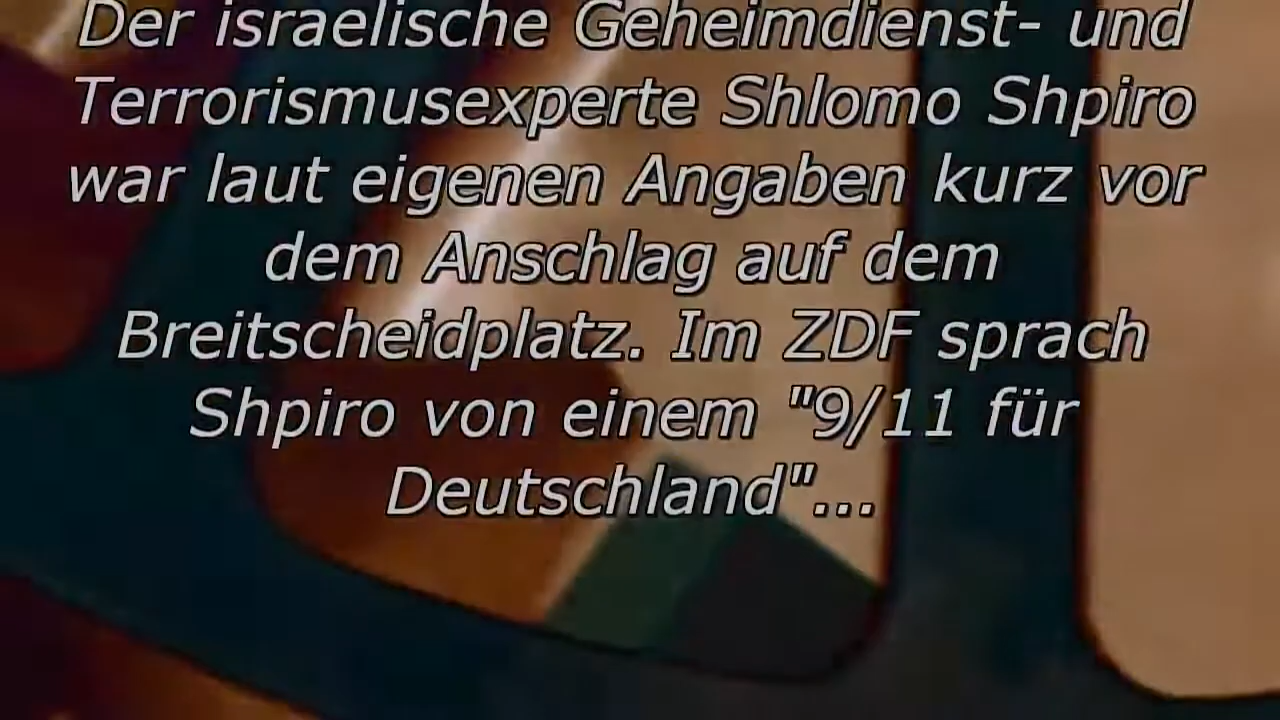 Der israelische Geheimdienst- und
Terrorismusexperte Shlomo Shpiro
war laut eigenen Angaben kurz vor
dem Anschlag auf dem
Breitscheidplatz. Im ZDF sprach
Shpiro von einem "9/11 für
Deutschland"...